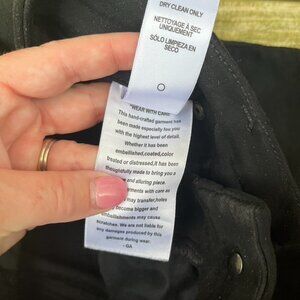 DRY CLEAN ONLY
NETTOYAGE À SEC
UNIQUEMENT
SÓLO LIMPIEZA EN
SECO
"WEAR WITH CARE"
This hand-crafted garment has
been made especially foe you
with the highest level of detail.
Whether it has been
embellished,coated,color
treated or distressed,it has been
thoughtfully made to bring you a
and alluring piece.
garments with care as
may transfer,holes
become bigger and
embellishments may cause
scratches. We are not liable for
any damages produced by this
garment during wear.
- GA